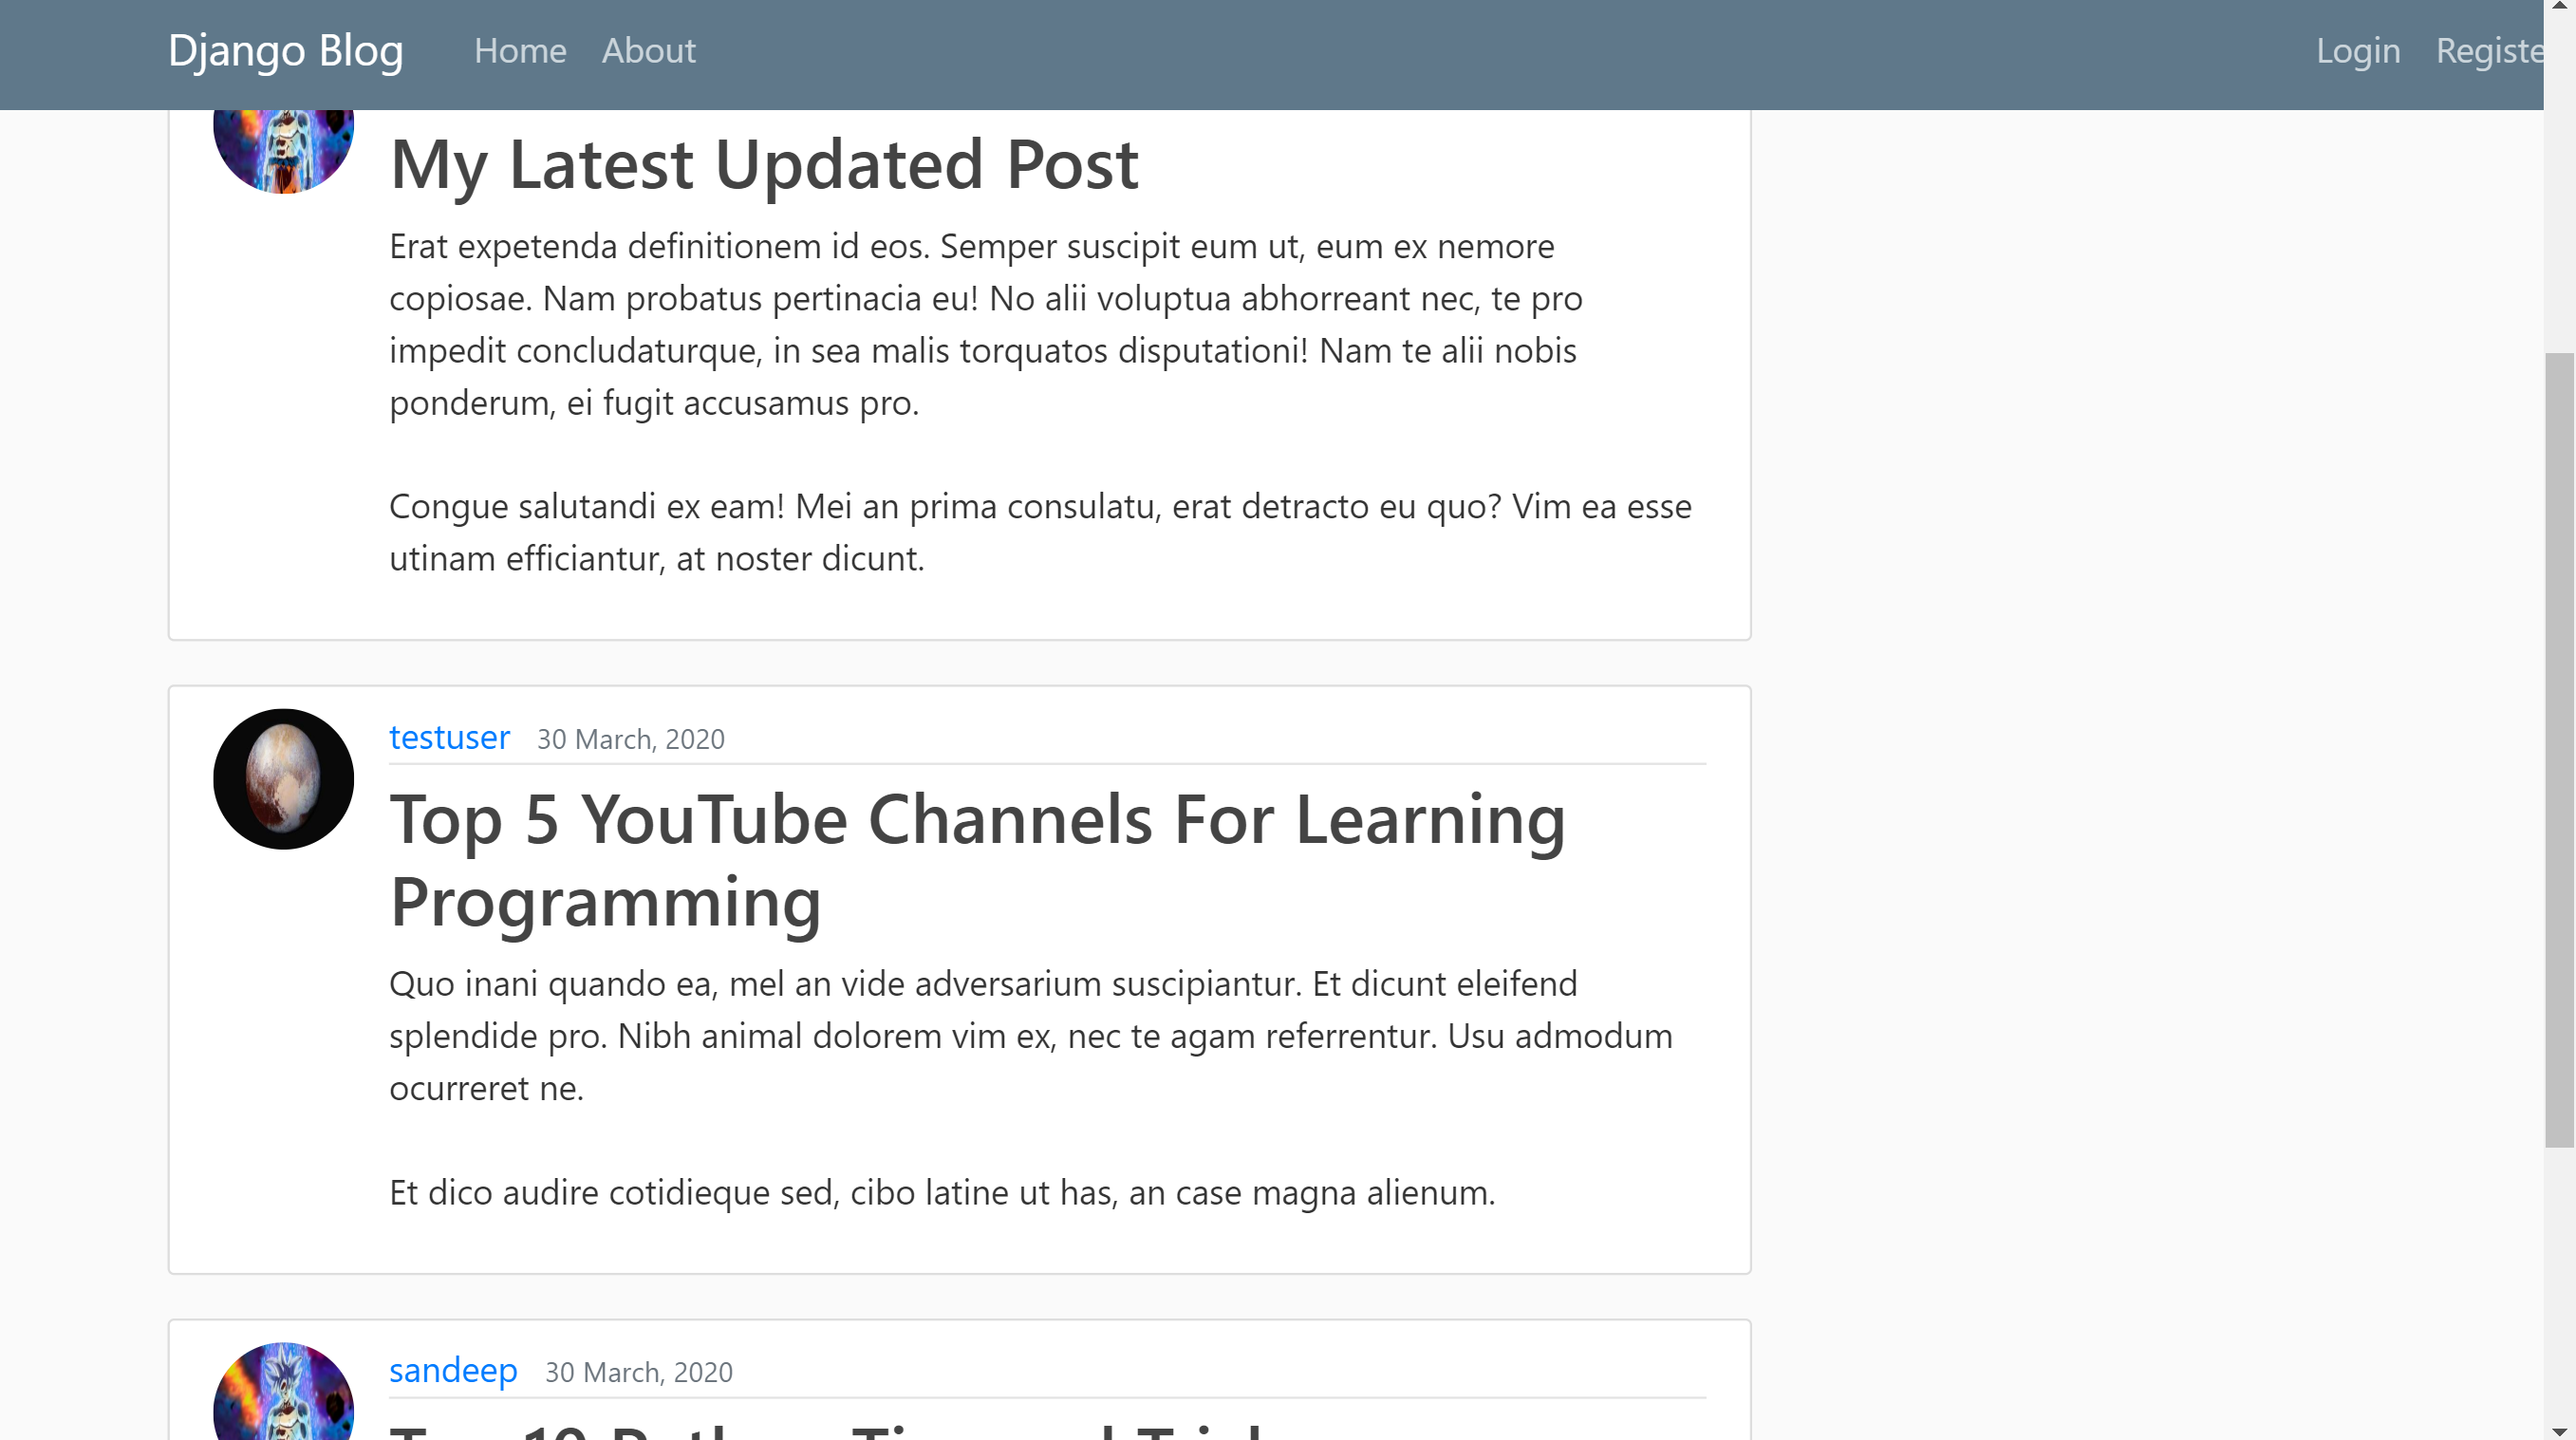 Django Blog Home About Login Registe
My Latest Updated Post
Erat expetenda definitionem id eos. Semper suscipit eum ut, eum ex nemore
copiosae. Nam probatus pertinacia eu! No alii voluptua abhorreant nec, te pro
impedit concludaturque, in sea malis torquatos disputationi! Nam te alii nobis
ponderum, ei fugit accusamus pro.
Congue salutandi ex eam! Mei an prima consulatu, erat detracto eu quo? Vim ea esse
utinam efficiantur, at noster dicunt.
testuser 30 March, 2020
Top 5 YouTube Channels For Learning
Programming
Quo inani quando ea, mel an vide adversarium suscipiantur. Et dicunt eleifend
splendide pro. Nibh animal dolorem vim ex, nec te agam referrentur. Usu admodum
ocurreret ne.
Et dico audire cotidieque sed, cibo latine ut has, an case magna alienum.
sandeep 30 March, 2020